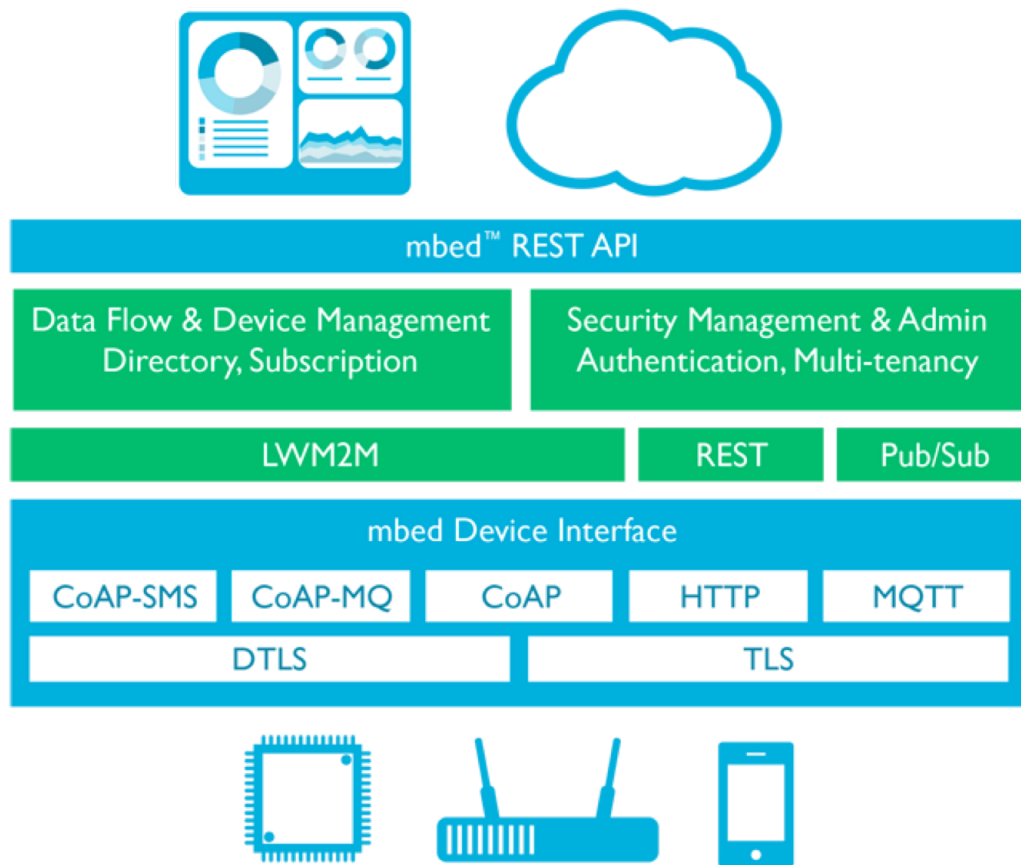 mbed™ REST API
Data Flow & Device Management
Directory, Subscription
Security Management & Admin
Authentication, Multi-tenancy
LWM2M
REST
Pub/Sub
mbed Device Interface
CoAP-SMS
CoAP-MQ
CoAP
HTTP
MQTT
DTLS
TLS